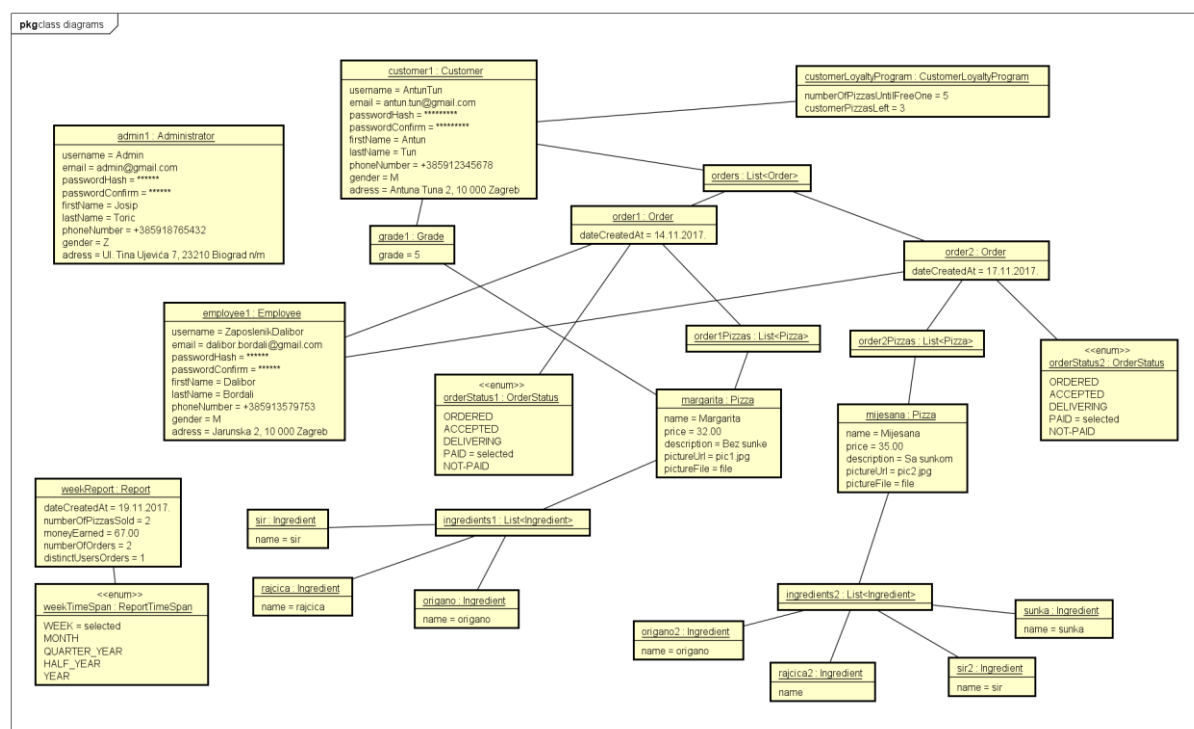 pkg class diagrams
customer1 : Customer
username = AntunTun
email = antun.tun@gmail.com
passwordHash = *********
passwordConfirm = *********
firstName = Antun
lastName = Tun
phoneNumber = +385912345678
gender = M
adress = Antuna Tuna 2, 10 000 Zagreb
customerLoyaltyProgram : CustomerLoyaltyProgram
numberOfPizzasUntilFreeOne = 5
customerPizzasLeft = 3
admin1 : Administrator
username = Admin
email = admin@gmail.com
passwordHash = ******
passwordConfirm = ******
firstName = Josip
lastName = Toric
phoneNumber = +385918765432
gender = Z
adress = Ul. Tina Ujevića 7, 23210 Biograd n/m
orders : List<Order>
grade1 : Grade
grade = 5
order1 : Order
dateCreatedAt = 14.11.2017.
order2 : Order
dateCreatedAt = 17.11.2017.
employee1 : Employee
username = ZaposlenikDalibor
email = dalibor.bordali@gmail.com
passwordHash = ******
passwordConfirm = ******
firstName = Dalibor
lastName = Bordali
phoneNumber = +385913579753
gender = M
adress = Jarunska 2, 10 000 Zagreb
order1Pizzas : List<Pizza>
order2Pizzas : List<Pizza>
<<enum>>
orderStatus2 : OrderStatus
ORDERED
ACCEPTED
DELIVERING
PAID = selected
NOT-PAID
<<enum>>
orderStatus1 : OrderStatus
ORDERED
ACCEPTED
DELIVERING
PAID = selected
NOT-PAID
margarita : Pizza
name = Margarita
price = 32.00
description = Bez sunke
pictureUrl = pic1.jpg
pictureFile = file
mijesana : Pizza
name = Mijesana
price = 35.00
description = Sa sunkom
pictureUrl = pic2.jpg
pictureFile = file
weekReport : Report
dateCreatedAt = 19.11.2017.
numberOfPizzasSold = 2
moneyEarned = 67.00
numberOfOrders = 2
distinctUsersOrders = 1
<<enum>>
weekTimeSpan : ReportTimeSpan
WEEK = selected
MONTH
QUARTER_YEAR
HALF_YEAR
YEAR
sir : Ingredient
name = sir
ingredients1 : List<Ingredient>
rajcica : Ingredient
name = rajcica
origano : Ingredient
name = origano
ingredients2 : List<Ingredient>
sunka : Ingredient
name = sunka
origano2 : Ingredient
name = origano
rajcica2 : Ingredient
name
sir2 : Ingredient
name = sir